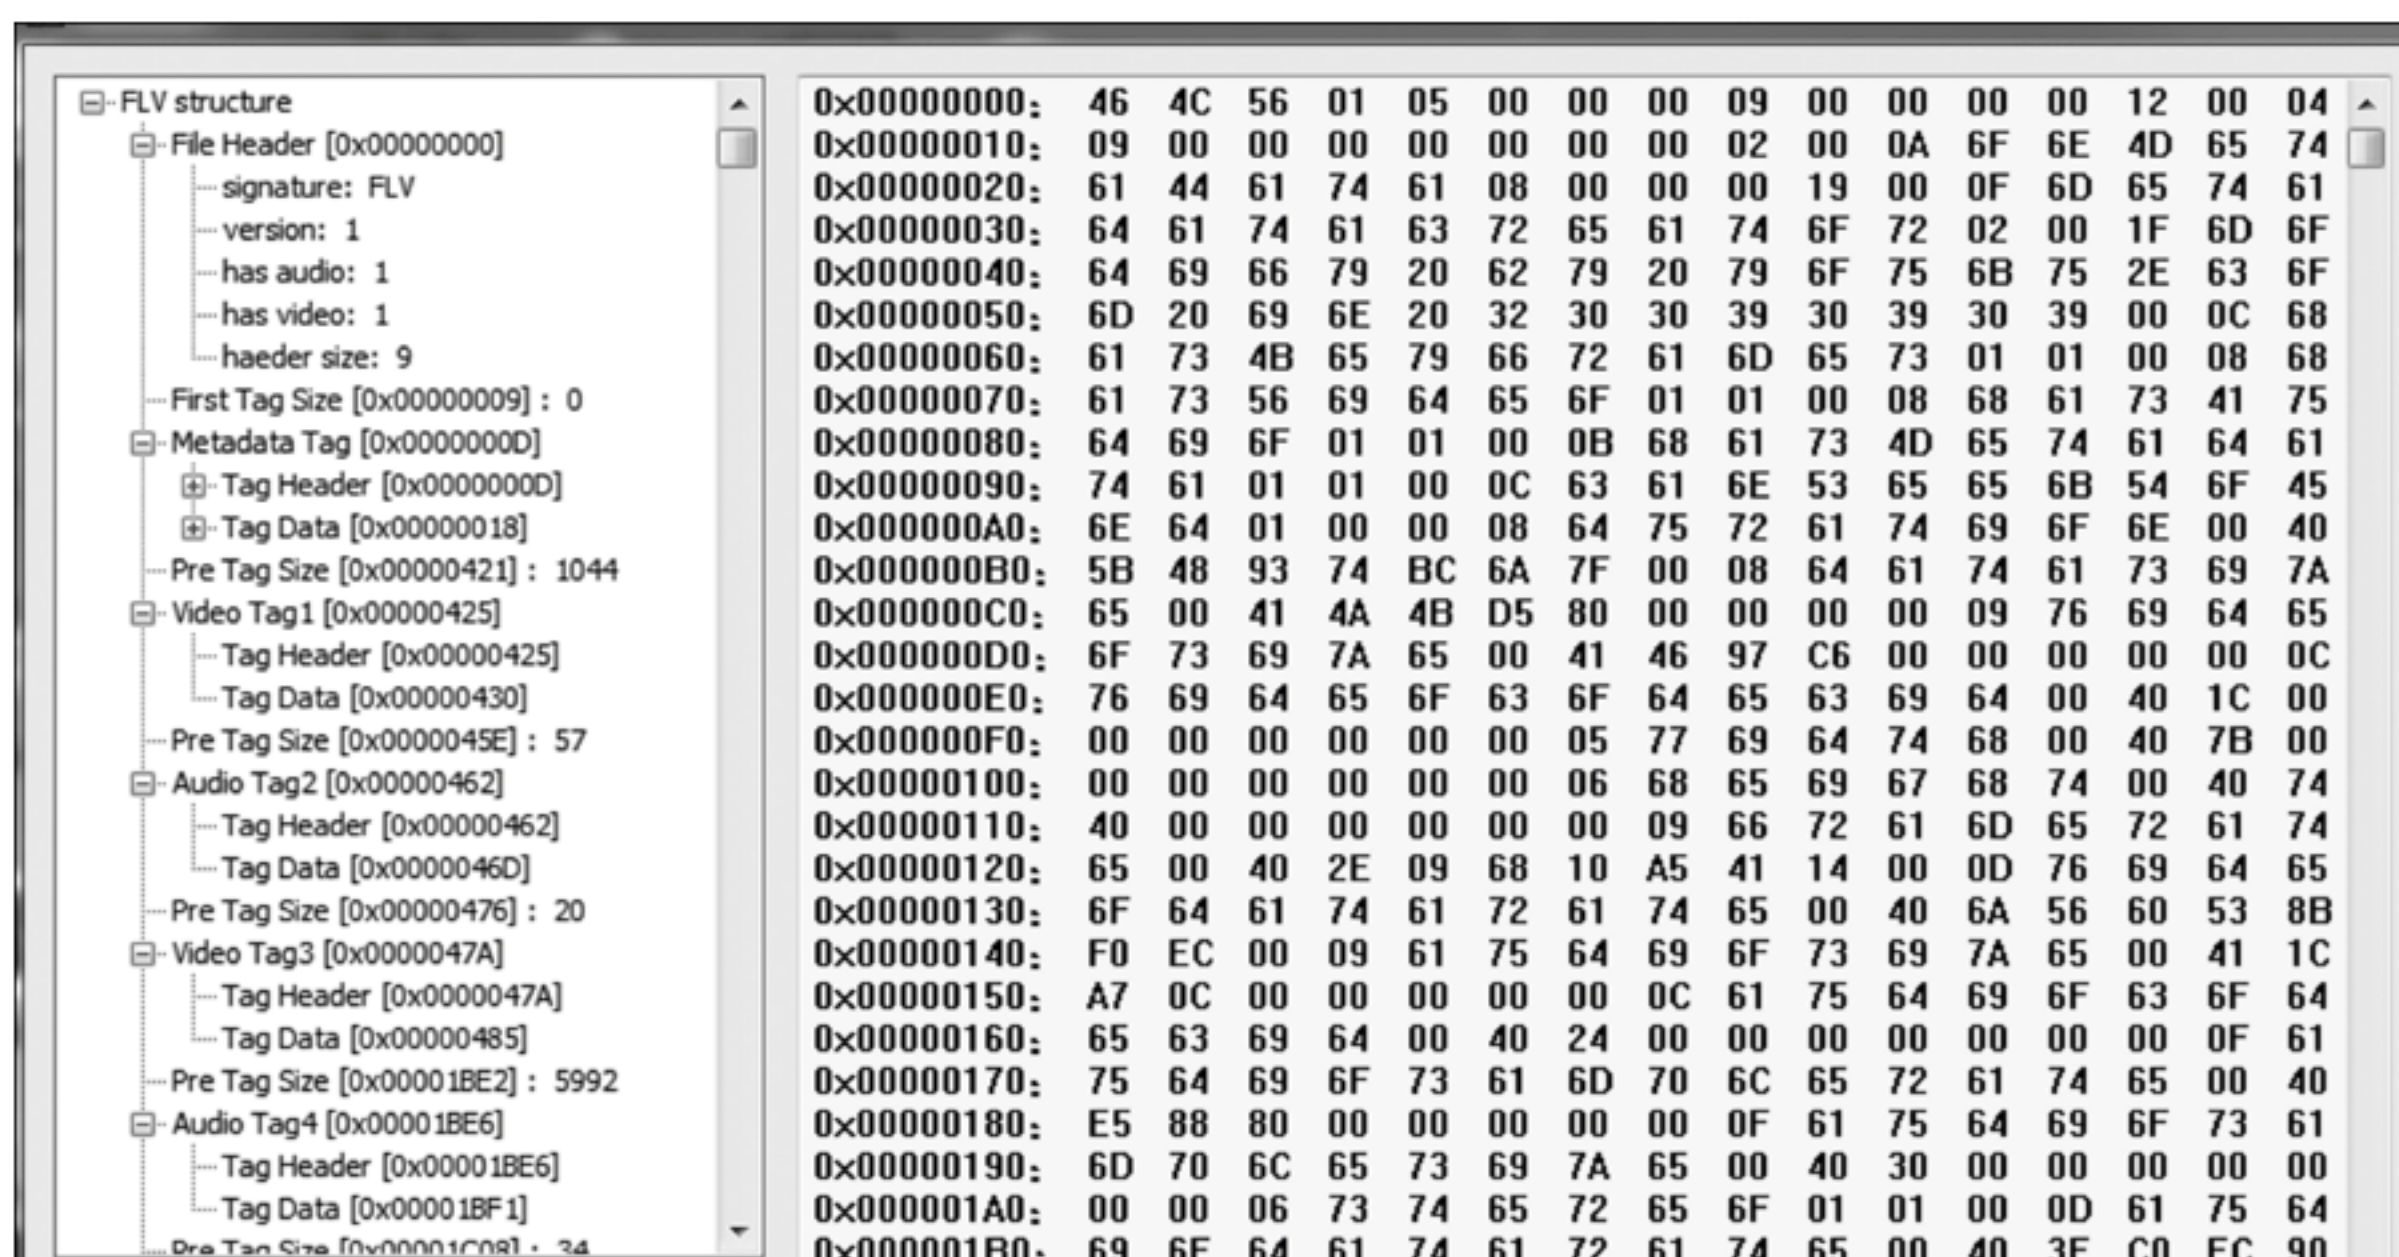 FLV structure
File Header [0x00000000]
signature: FLV
version: 1
has audio: 1
has video: 1
haeder size: 9
First Tag Size [0x00000009] : 0
Metadata Tag [0x0000000D]
Tag Header [0x0000000D]
Tag Data [0x00000018]
Pre Tag Size [0x00000421] : 1044
Video Tag1 [0x00000425]
Tag Header [0x00000425]
Tag Data [0x00000430]
Pre Tag Size [0x0000045E] : 57
Audio Tag2 [0x00000462]
Tag Header [0x00000462]
Tag Data [0x0000046D]
Pre Tag Size [0x00000476] : 20
Video Tag3 [0x0000047A]
Tag Header [0x0000047A]
Tag Data [0x00000485]
Pre Tag Size [0x00001BE2] : 5992
Audio Tag4 [0x00001BE6]
Tag Header [0x00001BE6]
Tag Data [0x00001BF1]
Pre Tag Size [0x00001C08] : 34
0x00000000: 46 4C 56 01 05 00 00 00 09 00 00 00 00 12 00 04
0x00000010: 09 00 00 00 00 00 00 00 02 00 0A 6F 6E 4D 65 74
0x00000020: 61 44 61 74 61 08 00 00 00 19 00 0F 6D 65 74 61
0x00000030: 64 61 74 61 63 72 65 61 74 6F 72 02 00 1F 6D 6F
0x00000040: 64 69 66 79 20 62 79 20 79 6F 75 6B 75 2E 63 6F
0x00000050: 6D 20 69 6E 20 32 30 30 39 30 39 30 39 00 0C 68
0x00000060: 61 73 4B 65 79 66 72 61 6D 65 73 01 01 00 08 68
0x00000070: 61 73 56 69 64 65 6F 01 01 00 08 68 61 73 41 75
0x00000080: 64 69 6F 01 01 00 0B 68 61 73 4D 65 74 61 64 61
0x00000090: 74 61 01 01 00 0C 63 61 6E 53 65 65 6B 54 6F 45
0x000000A0: 6E 64 01 00 00 08 64 75 72 61 74 69 6F 6E 00 40
0x000000B0: 5B 48 93 74 BC 6A 7F 00 08 64 61 74 61 73 69 7A
0x000000C0: 65 00 41 4A 4B D5 80 00 00 00 00 09 76 69 64 65
0x000000D0: 6F 73 69 7A 65 00 41 46 97 C6 00 00 00 00 00 0C
0x000000E0: 76 69 64 65 6F 63 6F 64 65 63 69 64 00 40 1C 00
0x000000F0: 00 00 00 00 00 00 05 77 69 64 74 68 00 40 7B 00
0x00000100: 00 00 00 00 00 00 06 68 65 69 67 68 74 00 40 74
0x00000110: 40 00 00 00 00 00 00 09 66 72 61 6D 65 72 61 74
0x00000120: 65 00 40 2E 09 68 10 A5 41 14 00 0D 76 69 64 65
0x00000130: 6F 64 61 74 61 72 61 74 65 00 40 6A 56 60 53 8B
0x00000140: F0 EC 00 09 61 75 64 69 6F 73 69 7A 65 00 41 1C
0x00000150: A7 0C 00 00 00 00 00 0C 61 75 64 69 6F 63 6F 64
0x00000160: 65 63 69 64 00 40 24 00 00 00 00 00 00 00 0F 61
0x00000170: 75 64 69 6F 73 61 6D 70 6C 65 72 61 74 65 00 40
0x00000180: E5 88 80 00 00 00 00 00 0F 61 75 64 69 6F 73 61
0x00000190: 6D 70 6C 65 73 69 7A 65 00 40 30 00 00 00 00 00
0x000001A0: 00 00 06 73 74 65 72 65 6F 01 01 00 0D 61 75 64
0x000001B0: 69 6F 64 61 74 61 72 61 74 65 00 40 3F C0 EC 90